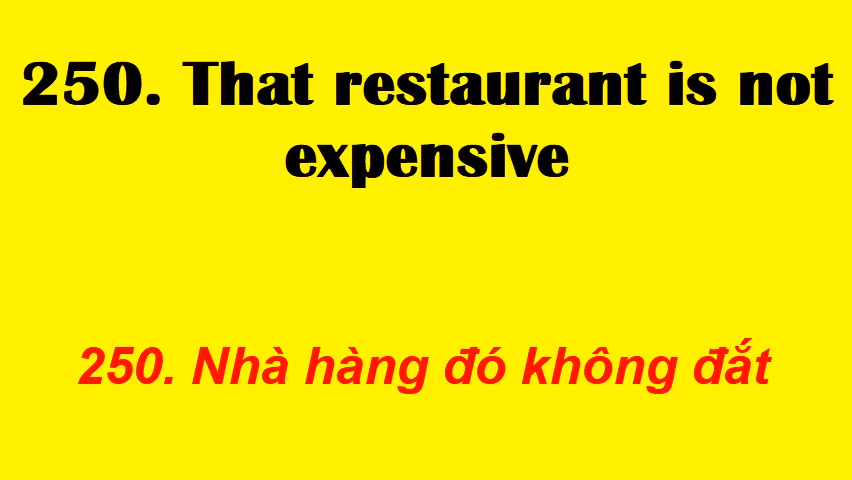 250. That restaurant is not
expensive
250. Nhà hàng đó không đắt